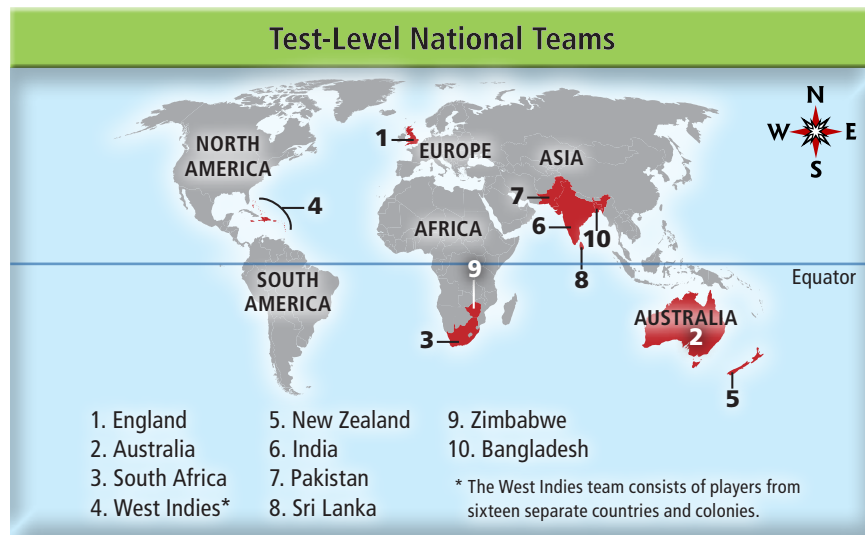 Test-Level National Teams
N
W E
S
NORTH
AMERICA
1
EUROPE
ASIA
4
7
AFRICA
6
10
9
8
SOUTH
AMERICA
Equator
AUSTRALIA
2
3
5
1. England
2. Australia
3. South Africa
4. West Indies*
5. New Zealand
6. India
7. Pakistan
8. Sri Lanka
9. Zimbabwe
10. Bangladesh
* The West Indies team consists of players from
sixteen separate countries and colonies.